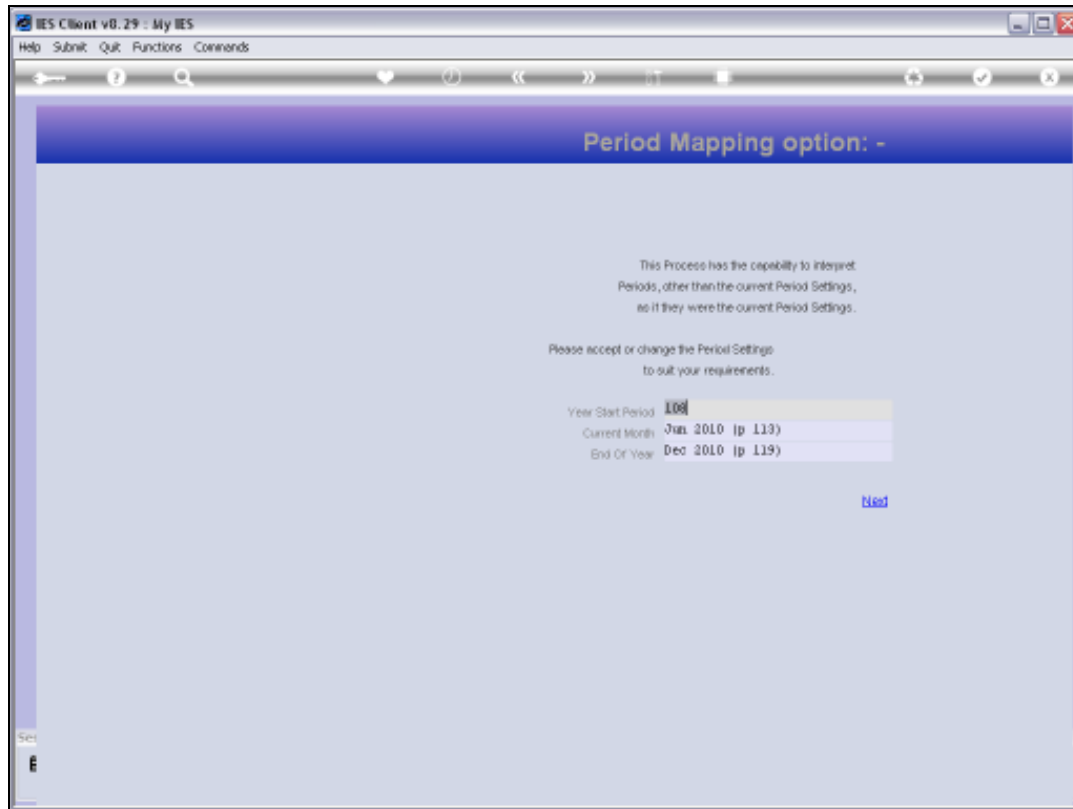 IES Client v8.29 : My IES
Help Submit Quit Functions Commands
Period Mapping option: -
This Process has the capability to interpret
Periods, other than the current Period Settings,
as if they were the current Period Settings.
Please accept or change the Period Settings
to suit your requirements.
Year Start Period 108
Current Month Jun 2010 (p 113)
End Of Year Dec 2010 (p 119)
Next